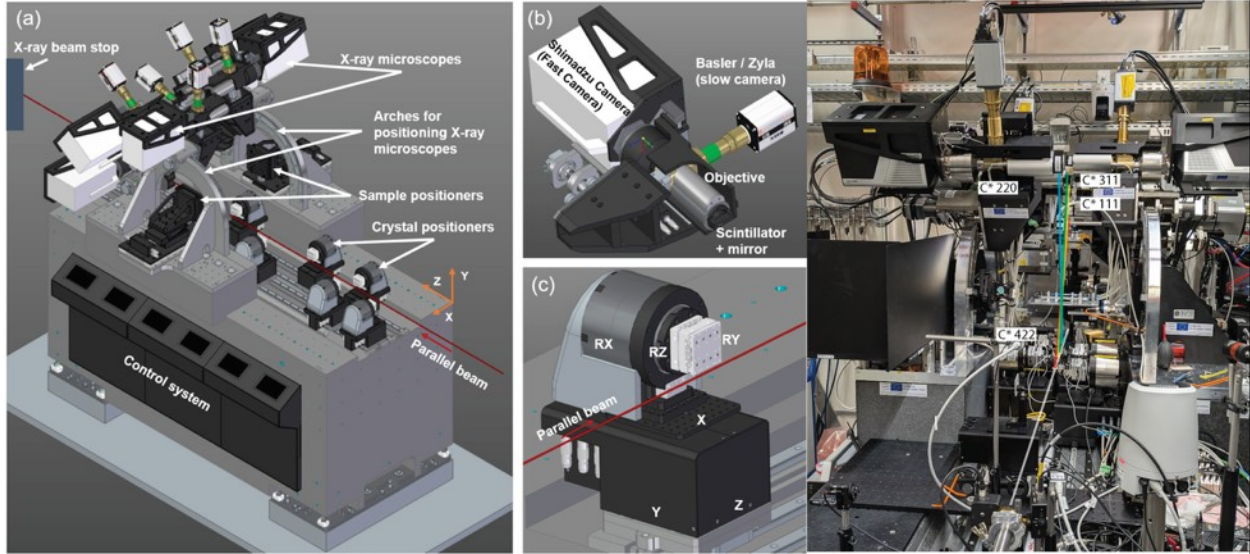 (a)
X-ray beam stop
X-ray microscopes
Arches for
positioning X-ray
microscopes
Sample positioners
Crystal positioners
Z
Y
X
Parallel beam
Control system
(b)
Shimadzu Camera
(Fast Camera)
Basler / Zyla
(slow camera)
Objective
Scintillator
+ mirror
(c)
RX
RZ
RY
X
Parallel beam
Y
Z
C* 220
C* 311
C* 111
C* 422